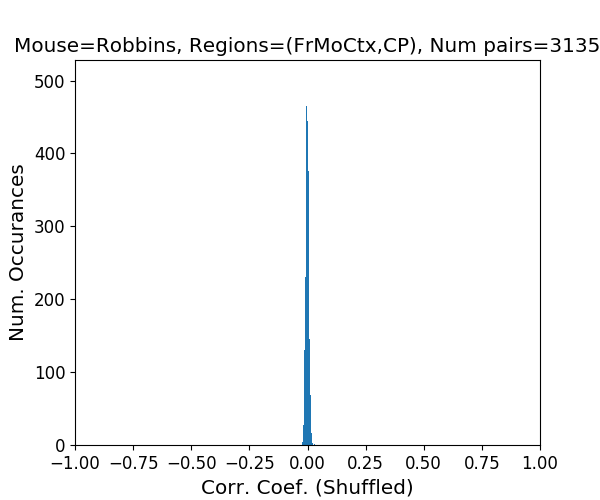 Mouse=Robbins, Regions=(FrMoCtx,CP), Num pairs=3135
500
400
300
200
100
0
Num. Occurances
−1.00 −0.75 −0.50 −0.25 0.00 0.25 0.50 0.75 1.00
Corr. Coef. (Shuffled)